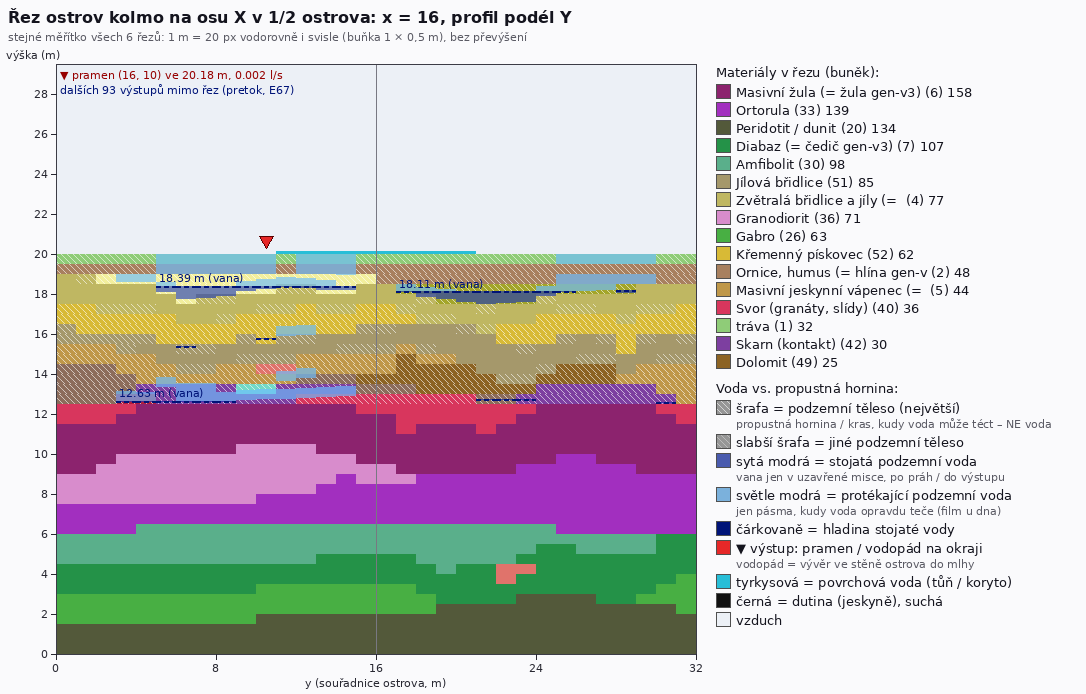 Řez ostrov kolmo na osu X v 1/2 ostrova: x = 16, profil podél Y
stejné měřítko všech 6 řezů: 1 m = 20 px vodorovně i svisle (buňka 1 × 0,5 m), bez převýšení
výška (m)
▼ pramen (16, 10) ve 20.18 m, 0.002 l/s
dalších 93 výstupů mimo řez (pretok, E67)
28
26
24
22
20
18
16
14
12
10
8
6
4
2
0
18.39 m (vana)
18.11 m (vana)
12.63 m (vana)
0
8
16
24
32
y (souřadnice ostrova, m)
Materiály v řezu (buněk):
Masivní žula (= žula gen-v3) (6) 158
Ortorula (33) 139
Peridotit / dunit (20) 134
Diabaz (= čedič gen-v3) (7) 107
Amfibolit (30) 98
Jílová břidlice (51) 85
Zvětralá břidlice a jíly (= (4) 77
Granodiorit (36) 71
Gabro (26) 63
Křemenný pískovec (52) 62
Ornice, humus (= hlína gen-v (2) 48
Masivní jeskynní vápenec (= (5) 44
Svor (granáty, slídy) (40) 36
tráva (1) 32
Skarn (kontakt) (42) 30
Dolomit (49) 25
Voda vs. propustná hornina:
šrafa = podzemní těleso (největší)
propustná hornina / kras, kudy voda může téct – NE voda
slabší šrafa = jiné podzemní těleso
sytá modrá = stojatá podzemní voda
vana jen v uzavřené misce, po práh / do výstupu
světle modrá = protékající podzemní voda
jen pásma, kudy voda opravdu teče (film u dna)
čárkovaně = hladina stojaté vody
▼ výstup: pramen / vodopád na okraji
vodopád = vývěr ve stěně ostrova do mlhy
tyrkysová = povrchová voda (tůň / koryto)
černá = dutina (jeskyně), suchá
vzduch